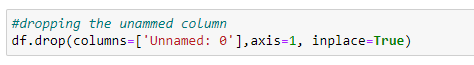 #dropping the unammed column
df.drop(columns=['Unnamed: 0'],axis=1, inplace=True)